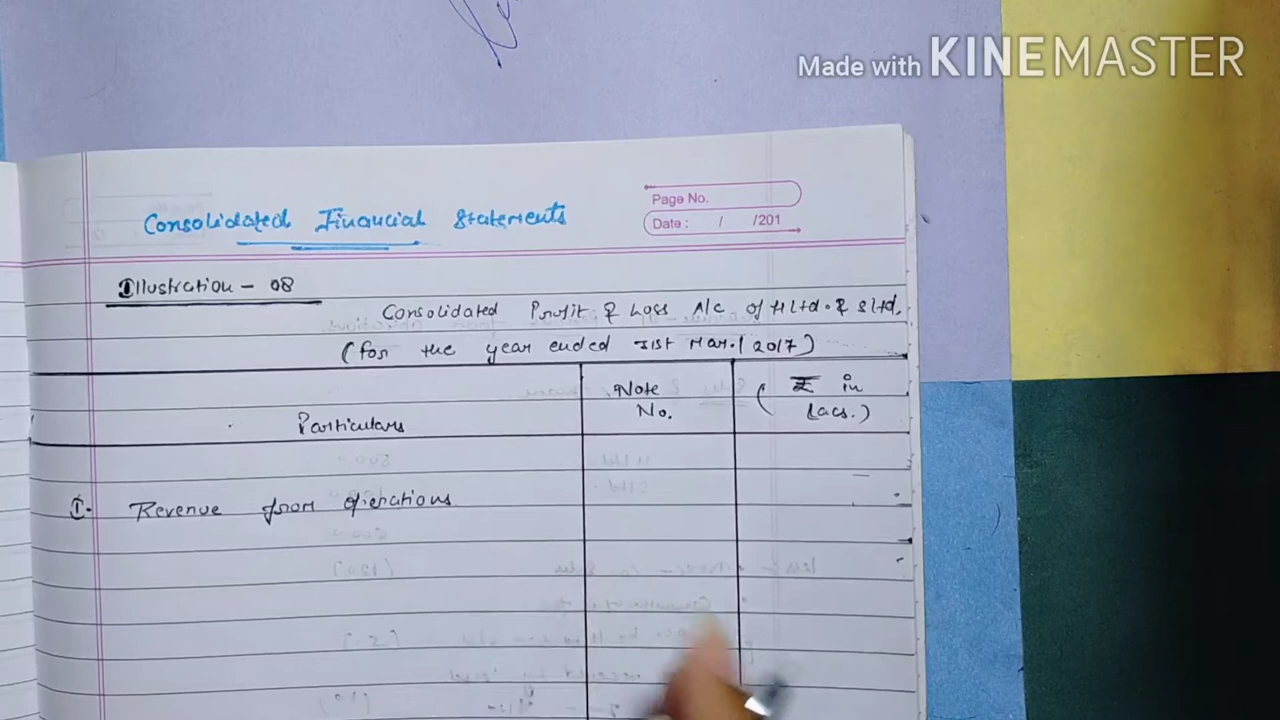 Made with KINEMASTER
Page No.
Consolidated Financial Statements
Date : / /201
Illustration - 08
Consolidated Profit & Loss A/c of H Ltd. & S Ltd.
(for the year ended 31st Mar. 2017)
Particulars
Note No.
(₹ in Lacs.)
I- Revenue from operations